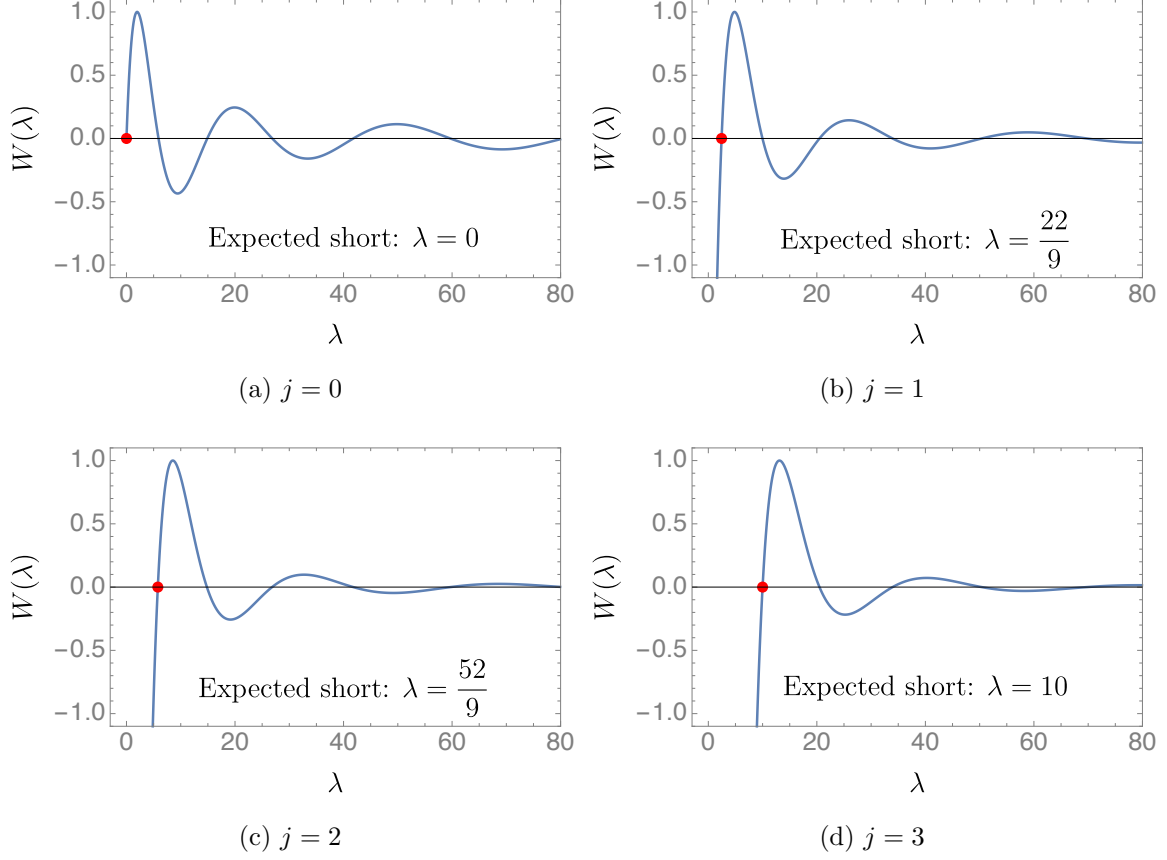 1.0
0.5
0.0
−0.5
−1.0
W(λ)
Expected short: λ = 0
0 20 40 60 80
λ
(a) j = 0
1.0
0.5
0.0
−0.5
−1.0
W(λ)
Expected short: λ = 22/9
0 20 40 60 80
λ
(b) j = 1
1.0
0.5
0.0
−0.5
−1.0
W(λ)
Expected short: λ = 52/9
0 20 40 60 80
λ
(c) j = 2
1.0
0.5
0.0
−0.5
−1.0
W(λ)
Expected short: λ = 10
0 20 40 60 80
λ
(d) j = 3